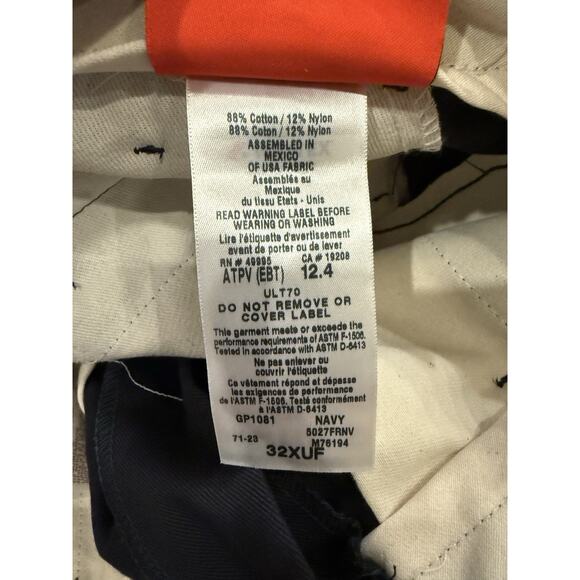 88% Cotton / 12% Nylon
88% Coton / 12% Nylon
ASSEMBLED IN
MEXICO
OF USA FABRIC
Assemblés au
Mexique
du tissu Etats - Unis
READ WARNING LABEL BEFORE
WEARING OR WASHING
Lire l'étiquette d'avertissement
avant de porter ou de laver
RN # 49995 CA # 19208
ATPV (EBT) 12.4
ULT70
DO NOT REMOVE OR
COVER LABEL
This garment meets or exceeds the
performance requirements of ASTM F-1506.
Tested in accordance with ASTM D-6413
Ne pas enlever ou
couvrir l'étiquette
Ce vêtement répond et dépasse
les exigences de performance
de l'ASTM F-1506. Testé conformément
à l'ASTM D-6413
GP1081 NAVY
5027FRNV
71-23 M76194
32XUF